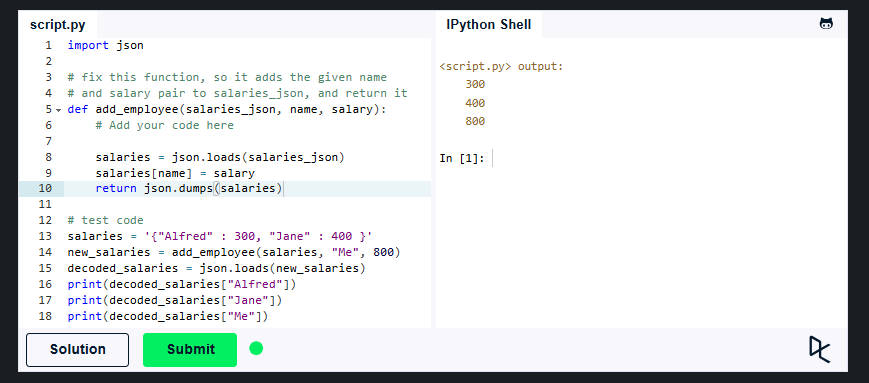 script.py
1 import json
2
3 # fix this function, so it adds the given name
4 # and salary pair to salaries_json, and return it
5 def add_employee(salaries_json, name, salary):
6     # Add your code here
7
8     salaries = json.loads(salaries_json)
9     salaries[name] = salary
10     return json.dumps(salaries)
11
12 # test code
13 salaries = '{"Alfred" : 300, "Jane" : 400 }'
14 new_salaries = add_employee(salaries, "Me", 800)
15 decoded_salaries = json.loads(new_salaries)
16 print(decoded_salaries["Alfred"])
17 print(decoded_salaries["Jane"])
18 print(decoded_salaries["Me"])
Solution
Submit
IPython Shell
<script.py> output:
300
400
800
In [1]: